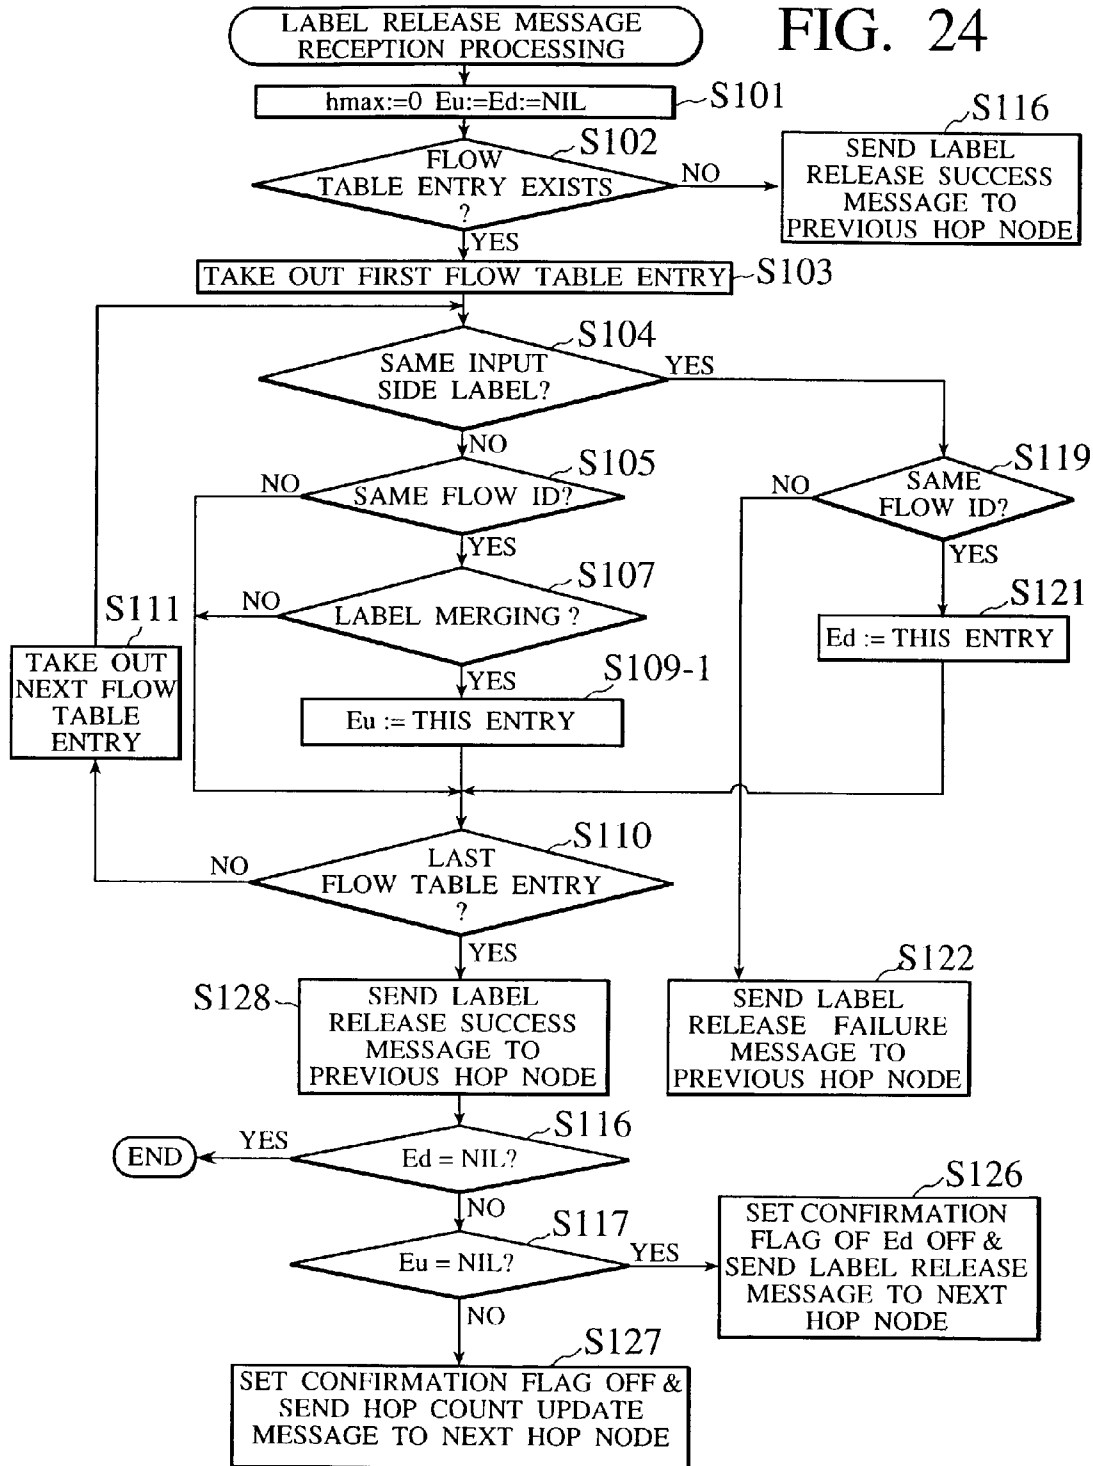 LABEL RELEASE MESSAGE
RECEPTION PROCESSING
FIG. 24
hmax:=0 Eu:=Ed:=NIL
S101
S102
FLOW
TABLE ENTRY EXISTS
?
NO
YES
S116
SEND LABEL
RELEASE SUCCESS
MESSAGE TO
PREVIOUS HOP NODE
TAKE OUT FIRST FLOW TABLE ENTRY
S103
S104
SAME INPUT
SIDE LABEL?
YES
NO
S105
SAME FLOW ID?
NO
YES
S119
SAME
FLOW ID?
NO
YES
S107
LABEL MERGING ?
NO
YES
S111
TAKE OUT
NEXT FLOW
TABLE
ENTRY
S121
Ed := THIS ENTRY
S109-1
Eu := THIS ENTRY
S110
LAST
FLOW TABLE ENTRY
?
NO
YES
S128
SEND LABEL
RELEASE SUCCESS
MESSAGE TO
PREVIOUS HOP NODE
S122
SEND LABEL
RELEASE FAILURE
MESSAGE TO
PREVIOUS HOP NODE
S116
Ed = NIL?
YES
END
NO
S117
Eu = NIL?
YES
NO
S126
SET CONFIRMATION
FLAG OF Ed OFF &
SEND LABEL RELEASE
MESSAGE TO NEXT
HOP NODE
S127
SET CONFIRMATION FLAG OFF &
SEND HOP COUNT UPDATE
MESSAGE TO NEXT HOP NODE